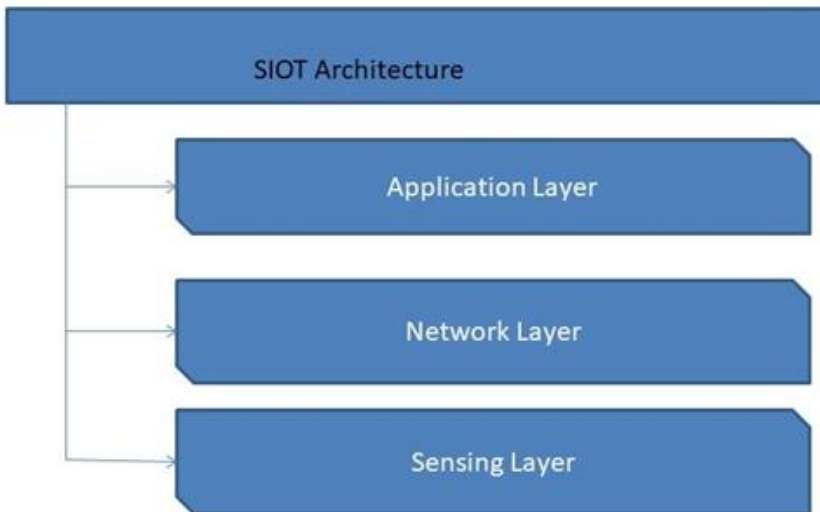 SIOT Architecture
Application Layer
Network Layer
Sensing Layer